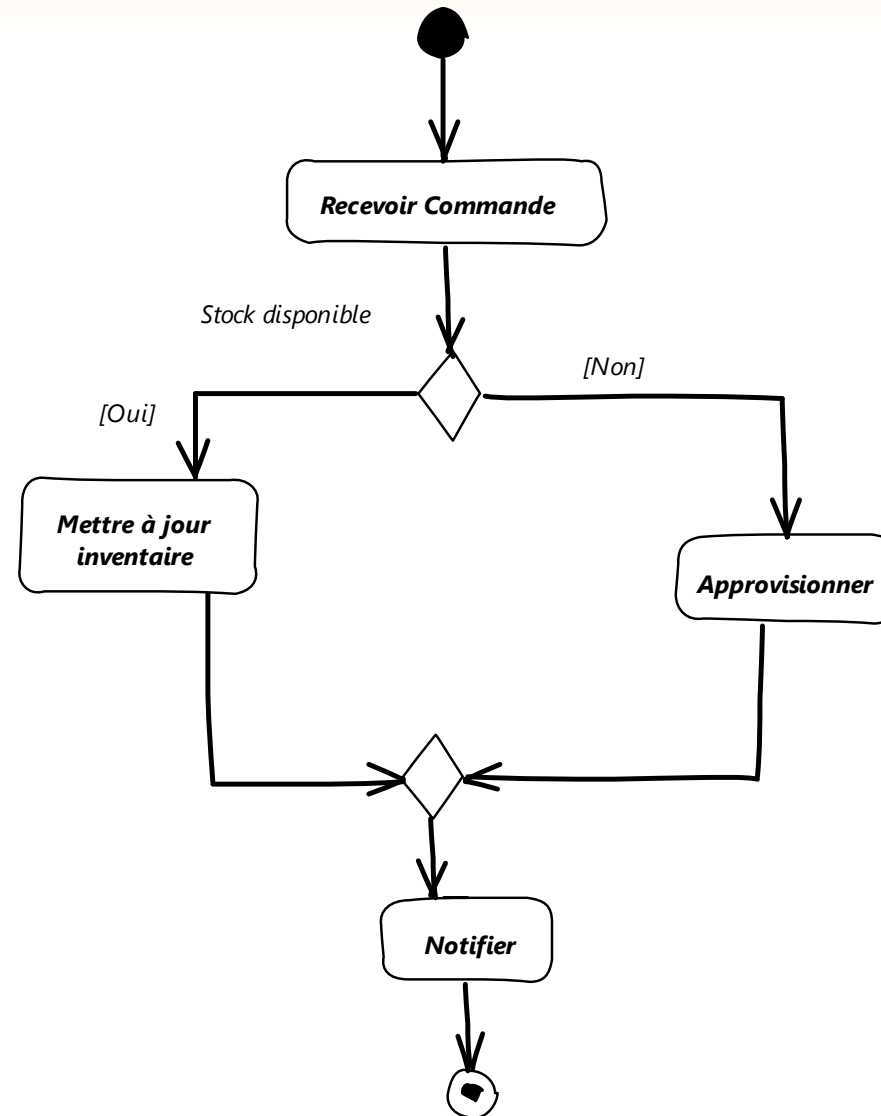 Recevoir Commande
Stock disponible
[Non]
[Oui]
Mettre à jour
inventaire
Approvisionner
Notifier